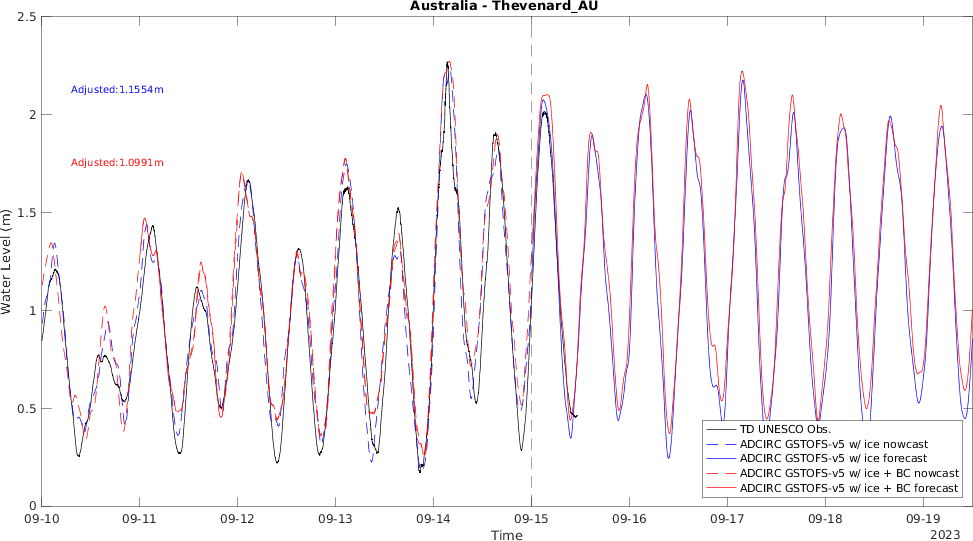 Australia - Thevenard_AU
2.5
2
1.5
1
0.5
0
Water Level (m)
Adjusted:1.1554m
Adjusted:1.0991m
TD UNESCO Obs.
ADCIRC GSTOFS-v5 w/ ice nowcast
ADCIRC GSTOFS-v5 w/ ice forecast
ADCIRC GSTOFS-v5 w/ ice + BC nowcast
ADCIRC GSTOFS-v5 w/ ice + BC forecast
09-10 09-11 09-12 09-13 09-14 09-15 09-16 09-17 09-18 09-19
Time
2023